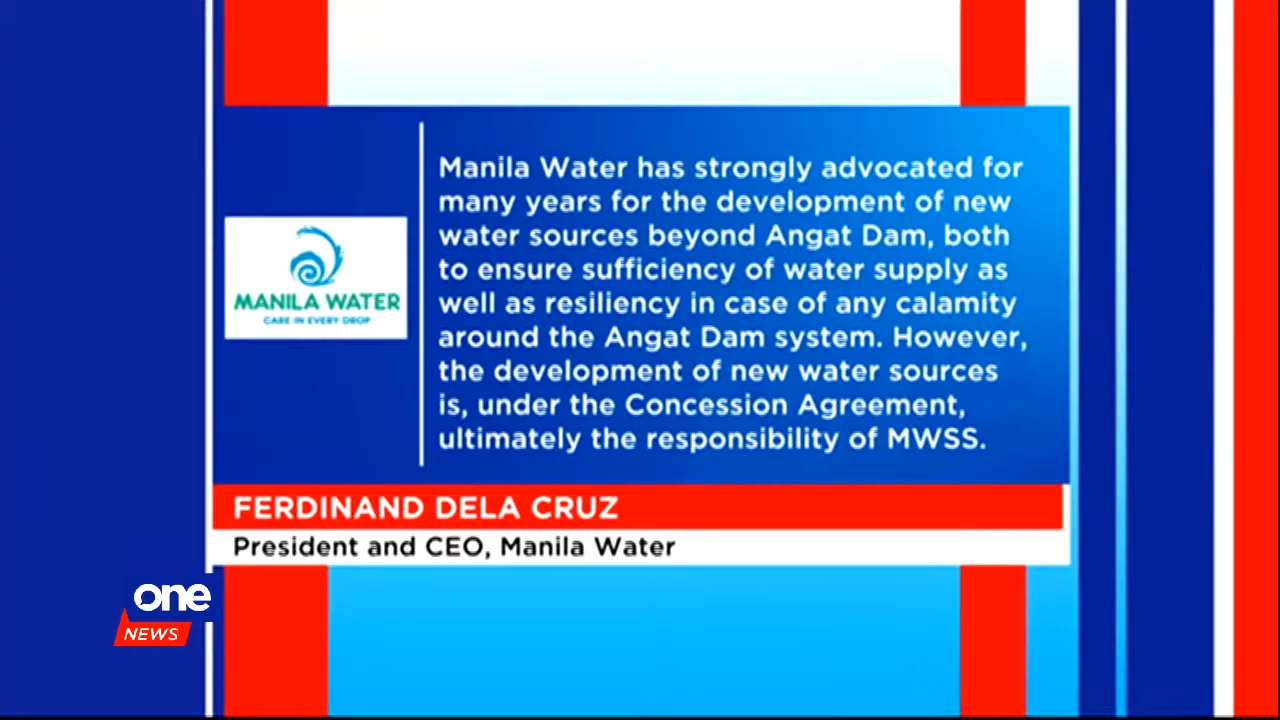 Manila Water has strongly advocated for
many years for the development of new
water sources beyond Angat Dam, both
to ensure sufficiency of water supply as
well as resiliency in case of any calamity
around the Angat Dam system. However,
the development of new water sources
is, under the Concession Agreement,
ultimately the responsibility of MWSS.
MANILA WATER
CARE IN EVERY DROP
FERDINAND DELA CRUZ
President and CEO, Manila Water
one
NEWS